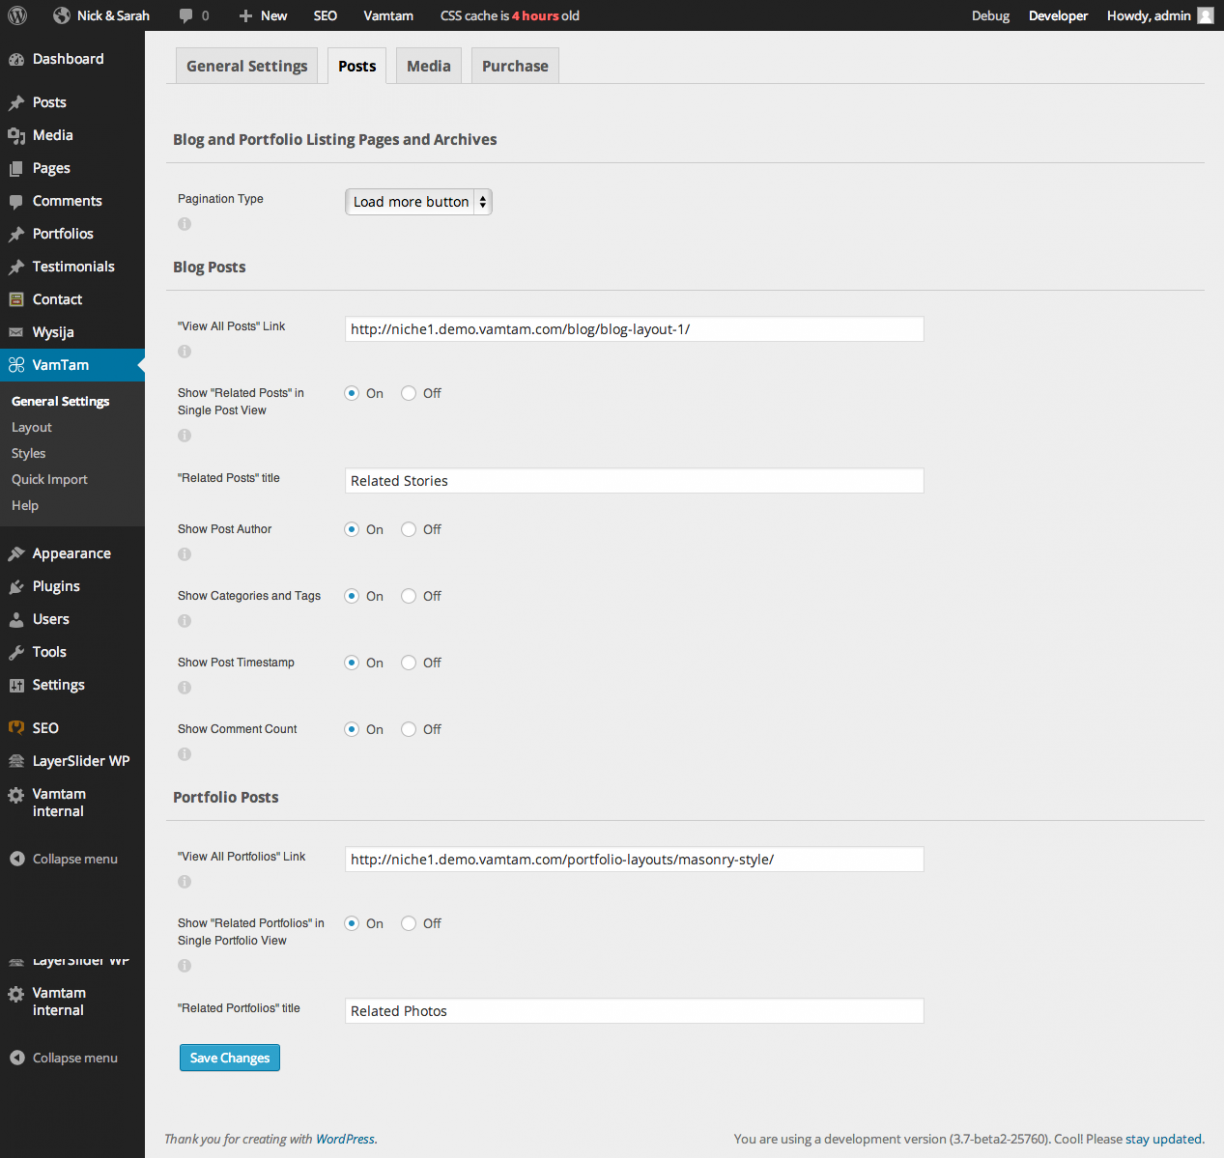 Nick & Sarah 0 New SEO Vamtam CSS cache is 4 hours old Debug Developer Howdy, admin
Dashboard
Posts
Media
Pages
Comments
Portfolios
Testimonials
Contact
Wysija
VamTam
General Settings
Layout
Styles
Quick Import
Help
Appearance
Plugins
Users
Tools
Settings
SEO
LayerSlider WP
Vamtam
internal
Collapse menu
LayerSlider WP
Vamtam
internal
Collapse menu
General Settings Posts Media Purchase
Blog and Portfolio Listing Pages and Archives
Pagination Type Load more button
Blog Posts
"View All Posts" Link http://niche1.demo.vamtam.com/blog/blog-layout-1/
Show "Related Posts" in On Off
Single Post View
"Related Posts" title Related Stories
Show Post Author On Off
Show Categories and Tags On Off
Show Post Timestamp On Off
Show Comment Count On Off
Portfolio Posts
"View All Portfolios" Link http://niche1.demo.vamtam.com/portfolio-layouts/masonry-style/
Show "Related Portfolios" in On Off
Single Portfolio View
"Related Portfolios" title Related Photos
Save Changes
Thank you for creating with WordPress. You are using a development version (3.7-beta2-25760). Cool! Please stay updated.